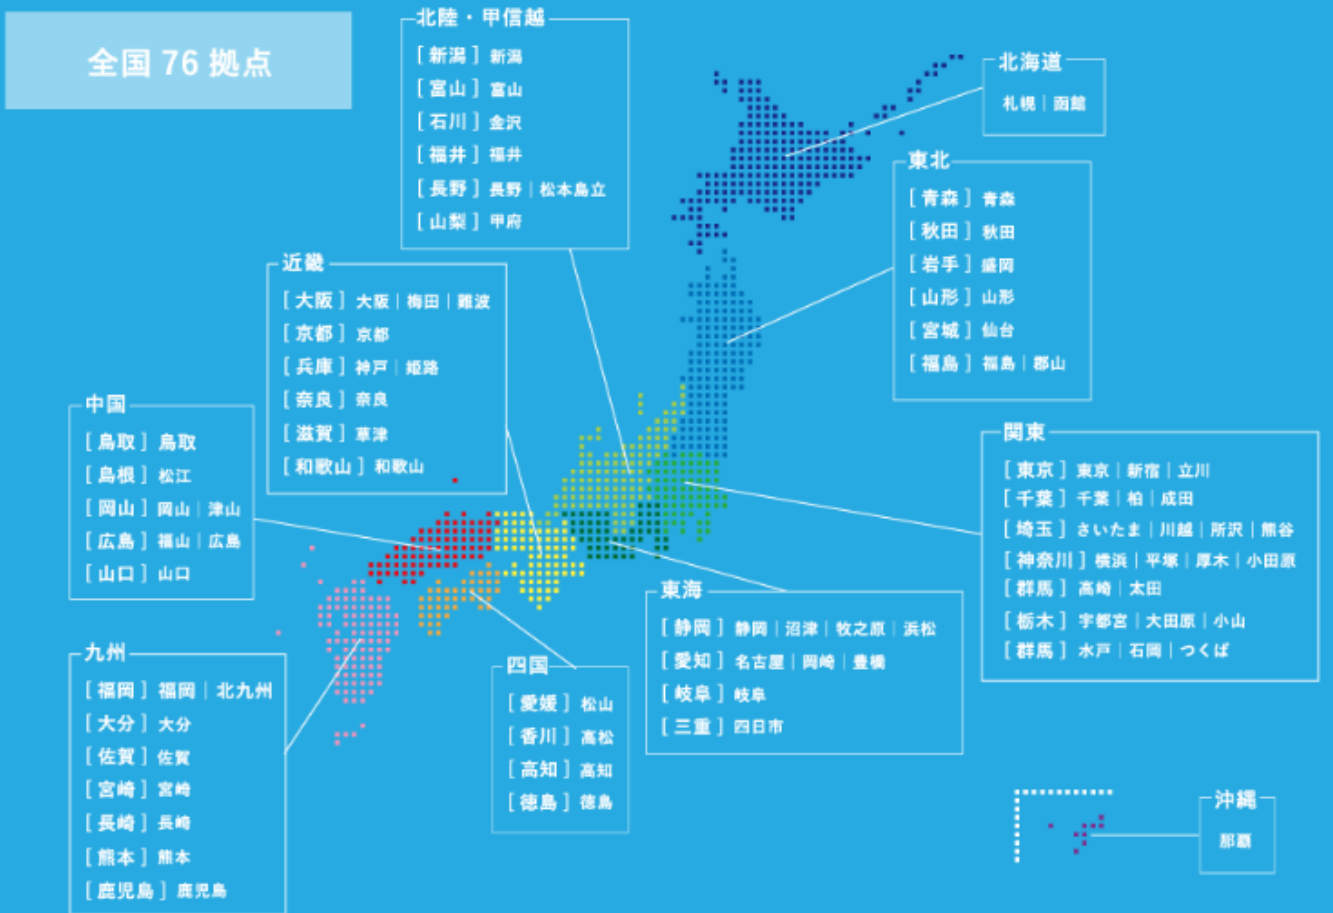 全国 76 拠点
北陸・甲信越
[ 新潟 ] 新潟
[ 富山 ] 富山
[ 石川 ] 金沢
[ 福井 ] 福井
[ 長野 ] 長野｜松本島立
[ 山梨 ] 甲府
北海道
札幌｜函館
東北
[ 青森 ] 青森
[ 秋田 ] 秋田
[ 岩手 ] 盛岡
[ 山形 ] 山形
[ 宮城 ] 仙台
[ 福島 ] 福島｜郡山
近畿
[ 大阪 ] 大阪｜梅田｜難波
[ 京都 ] 京都
[ 兵庫 ] 神戸｜姫路
[ 奈良 ] 奈良
[ 滋賀 ] 草津
[ 和歌山 ] 和歌山
中国
[ 鳥取 ] 鳥取
[ 島根 ] 松江
[ 岡山 ] 岡山｜津山
[ 広島 ] 福山｜広島
[ 山口 ] 山口
関東
[ 東京 ] 東京｜新宿｜立川
[ 千葉 ] 千葉｜柏｜成田
[ 埼玉 ] さいたま｜川越｜所沢｜熊谷
[ 神奈川 ] 横浜｜平塚｜厚木｜小田原
[ 群馬 ] 高崎｜太田
[ 栃木 ] 宇都宮｜大田原｜小山
[ 群馬 ] 水戸｜石岡｜つくば
東海
[ 静岡 ] 静岡｜沼津｜牧之原｜浜松
[ 愛知 ] 名古屋｜岡崎｜豊橋
[ 岐阜 ] 岐阜
[ 三重 ] 四日市
九州
[ 福岡 ] 福岡｜北九州
[ 大分 ] 大分
[ 佐賀 ] 佐賀
[ 宮崎 ] 宮崎
[ 長崎 ] 長崎
[ 熊本 ] 熊本
[ 鹿児島 ] 鹿児島
四国
[ 愛媛 ] 松山
[ 香川 ] 高松
[ 高知 ] 高知
[ 徳島 ] 徳島
沖縄
那覇